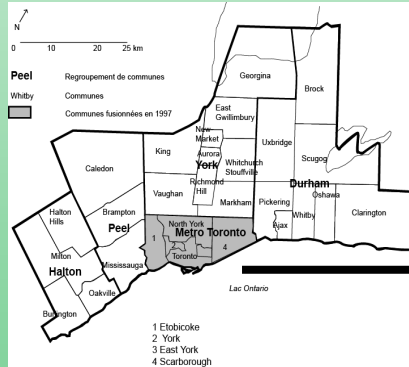 N
0 10 20 25 km
Peel Regroupement de communes
Whitby Communes
Communes fusionnées en 1997
Georgina
Brock
East
Gwillimbury
New
Market
Uxbridge
Scugog
King
Aurora
York
Whitchurch
Stouffville
Caledon
Richmond
Hill
Durham
Vaughan
Markham
Pickering
Oshawa
Whitby
Clarington
Ajax
Halton
Hills
Brampton
Peel
North York
Metro Toronto
1
4
Toronto
Milton
Halton
Mississauga
Oakville
Burlington
Lac Ontario
1 Etobicoke
2 York
3 East York
4 Scarborough